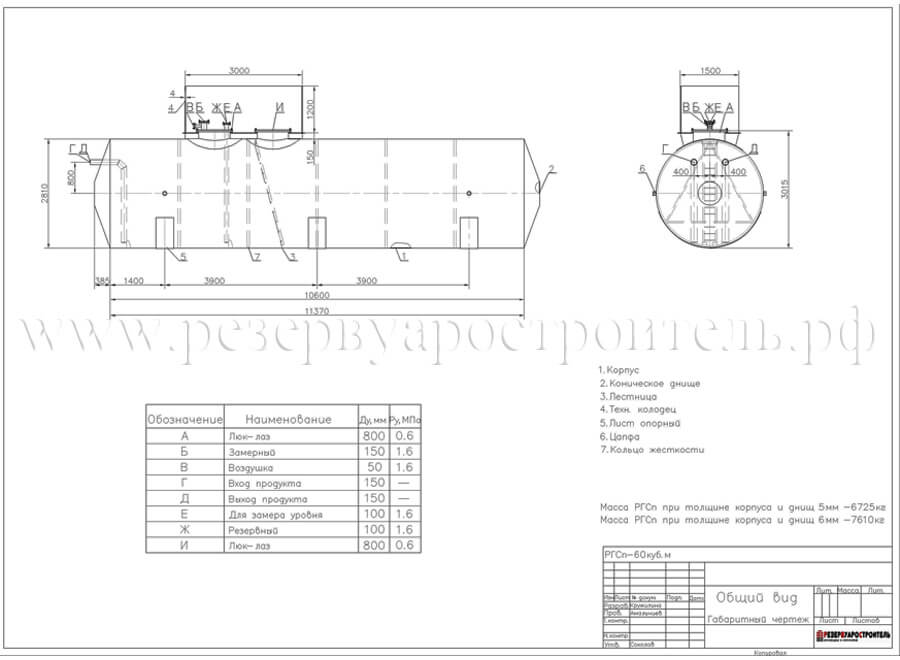 3000
1500
4
4
В Б Ж Е А И
1200
150
Г Д
800
2810
2
5
7
3
1
385 1400 3900 3900
10600
11370
В Б Ж Е А
Г Д
6
400 400
3015
www.резервуаростроитель.рф
1. Корпус
2. Коническое днище
3. Лестница
4. Техн. колодец
5. Лист опорный
6. Цапфа
7. Кольцо жесткости
Обозначение Наименование Ду, мм Ру, МПа
А Люк-лаз 800 0.6
Б Замерный 150 1.6
В Воздушка 50 1.6
Г Вход продукта 150 —
Д Выход продукта 150 —
Е Для замера уровня 100 1.6
Ж Резервный 100 1.6
И Люк-лаз 800 0.6
Масса РГСп при толщине корпуса и днищ 5мм -6725кг
Масса РГСп при толщине корпуса и днищ 6мм -7610кг
РГСп-60куб.м
Изм Лист № докум. Подп. Дата
Разраб. Кружилина
Пров.
Т.контр.
Н.контр.
Утв. Соколов
Общий вид
Габаритный чертеж
Лит. Масса Лит.
Лист 1 Листов
РЕЗЕРВУАРОСТРОИТЕЛЬ
Копировал